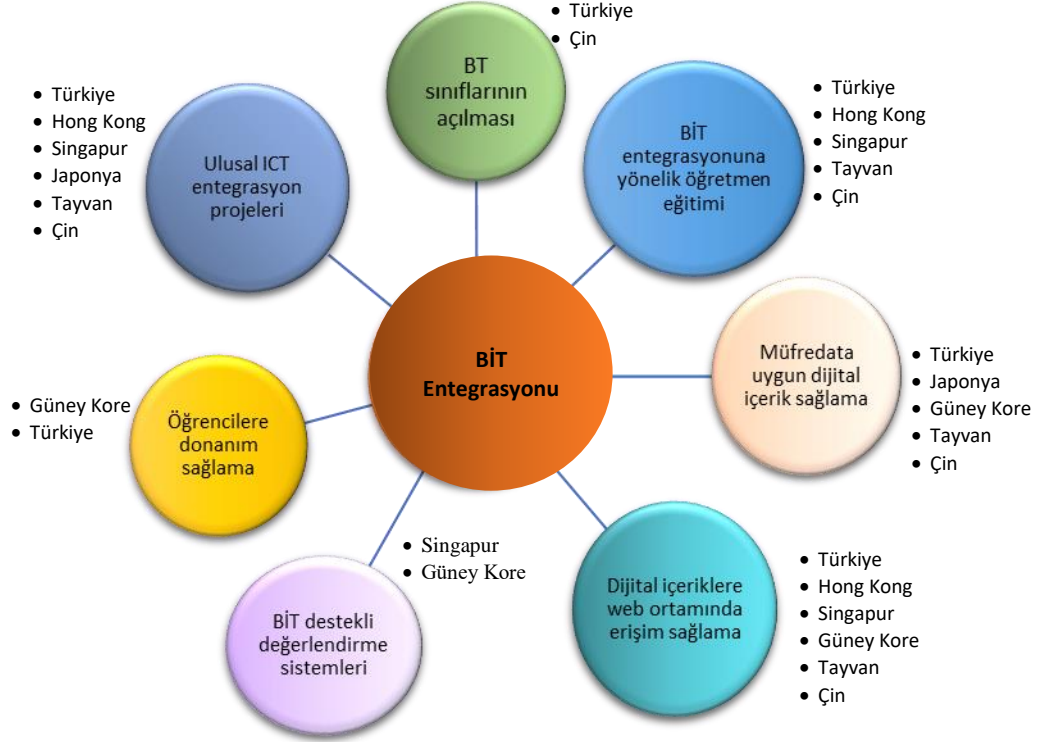 • Türkiye
• Çin
BT
sınıflarının
açılması
• Türkiye
• Hong Kong
• Singapur
• Japonya
• Tayvan
• Çin
Ulusal ICT
entegrasyon
projeleri
BİT
entegrasyonuna
yönelik öğretmen
eğitimi
• Türkiye
• Hong Kong
• Singapur
• Tayvan
• Çin
BİT
Entegrasyonu
Müfredata
uygun dijital
içerik sağlama
• Türkiye
• Japonya
• Güney Kore
• Tayvan
• Çin
• Güney Kore
• Türkiye
Öğrencilere
donanım
sağlama
• Singapur
• Güney Kore
BİT destekli
değerlendirme
sistemleri
Dijital içeriklere
web ortamında
erişim sağlama
• Türkiye
• Hong Kong
• Singapur
• Güney Kore
• Tayvan
• Çin